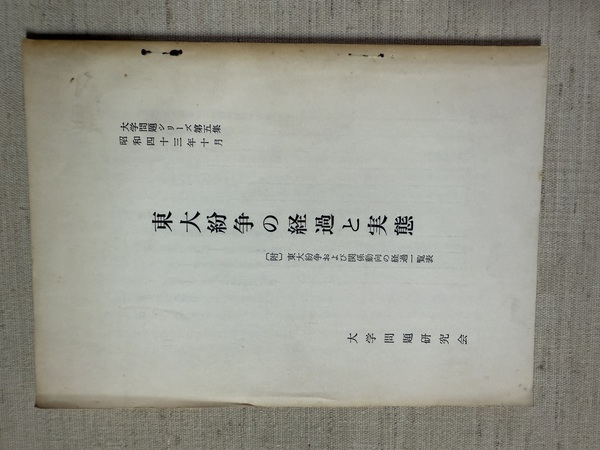 大学問題シリーズ第五集
昭和四十三年十月
東大紛争の経過と実態
〔附〕東大紛争および関係動向の経過一覧表
大学問題研究会